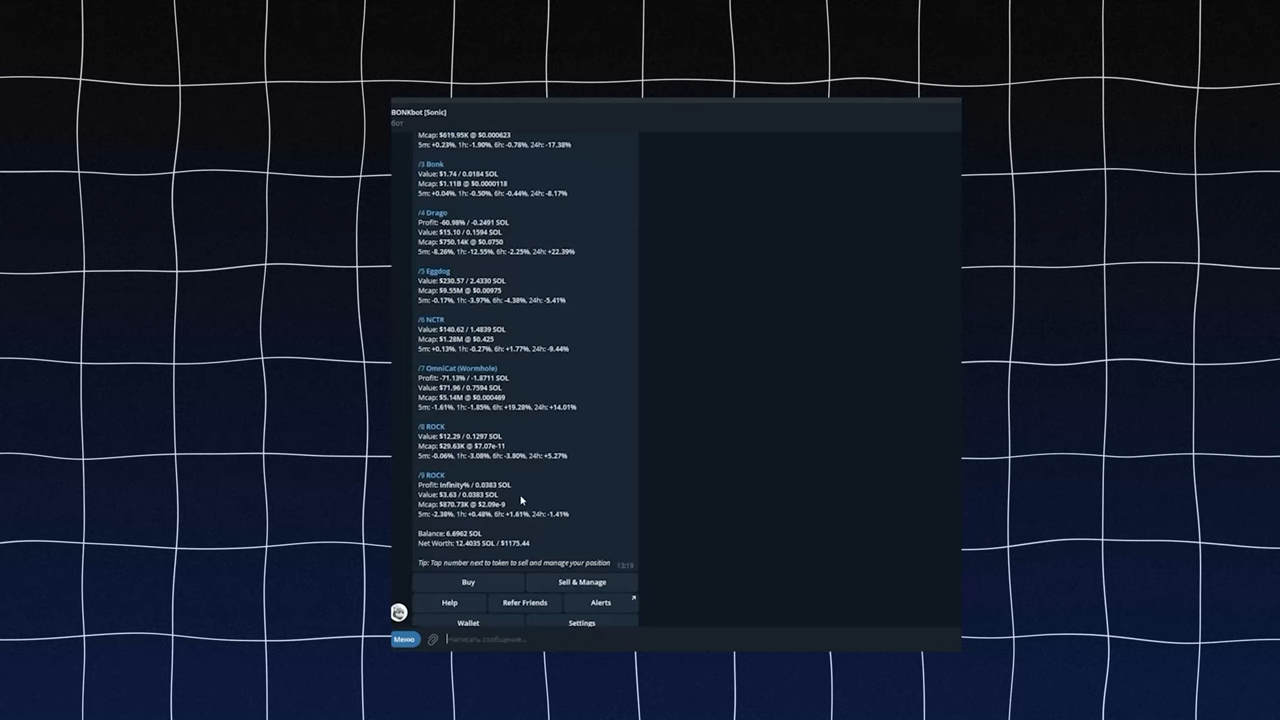 BONKbot [Sonic]
бот
Mcap: $619.95K @ $0.000623
5m: +0.23%, 1h: -1.90%, 6h: -0.78%, 24h: -17.38%
/3 Bonk
Value: $1.74 / 0.0184 SOL
Mcap: $1.11B @ $0.0000118
5m: +0.04%, 1h: -0.50%, 6h: -0.44%, 24h: -8.17%
/4 Drago
Profit: -60.98% / -0.2491 SOL
Value: $15.10 / 0.1594 SOL
Mcap: $750.14K @ $0.0750
5m: -8.26%, 1h: -12.55%, 6h: -2.25%, 24h: +22.39%
/5 Eggdog
Value: $230.57 / 2.4330 SOL
Mcap: $9.55M @ $0.00975
5m: -0.17%, 1h: -3.97%, 6h: -4.38%, 24h: -5.41%
/6 NCTR
Value: $140.62 / 1.4839 SOL
Mcap: $1.28M @ $0.425
5m: +0.13%, 1h: -0.27%, 6h: +1.77%, 24h: -9.44%
/7 OmniCat (Wormhole)
Profit: -71.13% / -1.8711 SOL
Value: $71.96 / 0.7594 SOL
Mcap: $5.14M @ $0.000469
5m: -1.61%, 1h: -1.85%, 6h: +19.28%, 24h: +14.01%
/8 ROCK
Value: $12.29 / 0.1297 SOL
Mcap: $29.63K @ $7.07e-11
5m: -0.06%, 1h: -3.08%, 6h: -3.80%, 24h: +5.27%
/9 ROCK
Profit: Infinity% / 0.0383 SOL
Value: $3.63 / 0.0383 SOL
Mcap: $870.73K @ $2.09e-9
5m: -2.38%, 1h: +0.48%, 6h: +1.61%, 24h: -1.41%
Balance: 6.6962 SOL
Net Worth: 12.4035 SOL / $1175.44
Tip: Tap number next to token to sell and manage your position
13:19
Buy
Sell & Manage
Help
Refer Friends
Alerts
Wallet
Settings
Меню
Написать сообщение...